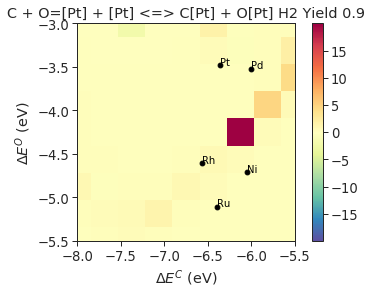 C + O=[Pt] + [Pt] <=> C[Pt] + O[Pt] H2 Yield 0.9
−3.0
−3.5
−4.0
−4.5
−5.0
−5.5
ΔE^O (eV)
Pt
Pd
Rh
Ni
Ru
−8.0 −7.5 −7.0 −6.5 −6.0 −5.5
ΔE^C (eV)
15
10
5
0
−5
−10
−15